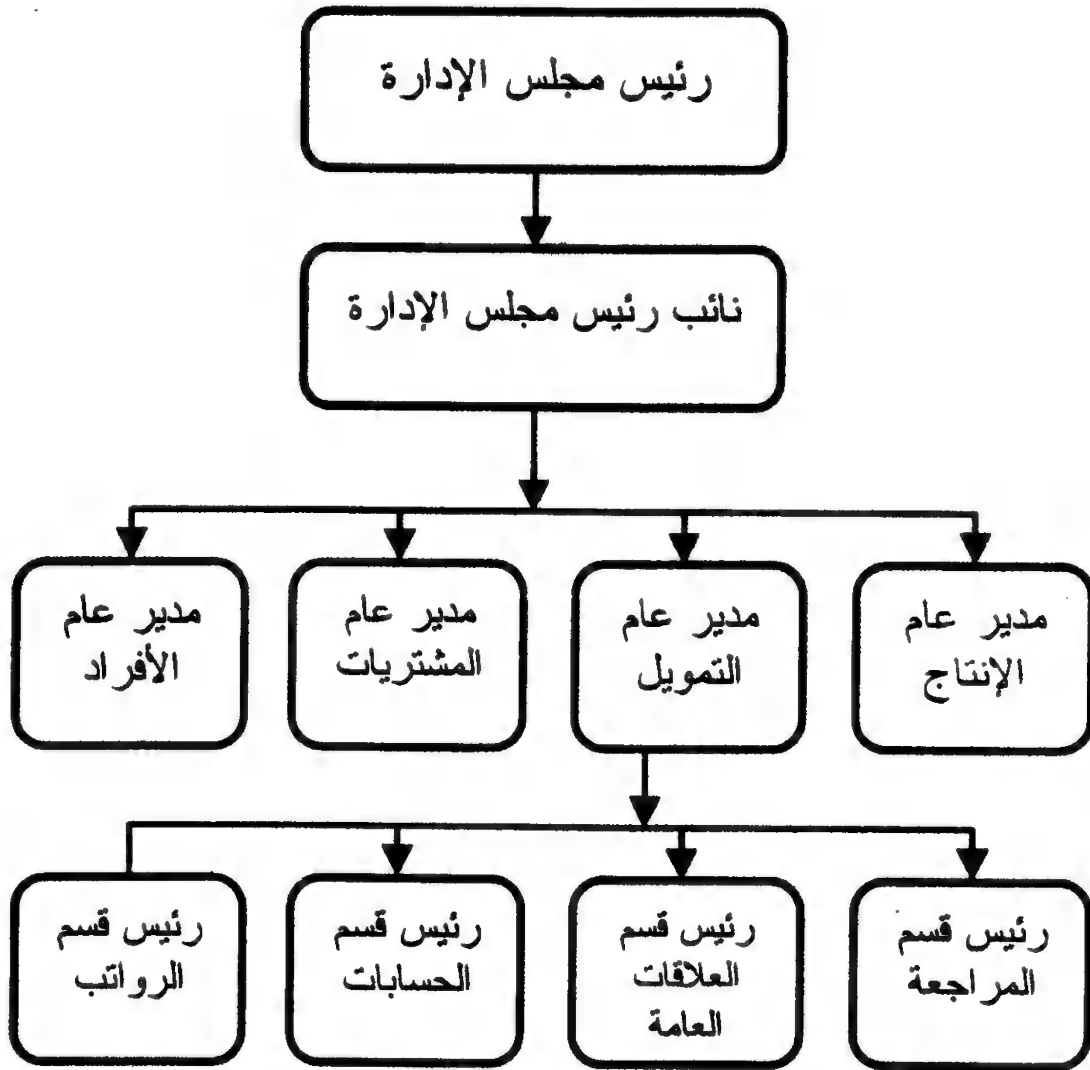 رئيس مجلس الإدارة
نائب رئيس مجلس الإدارة
مدير عام
الإنتاج
مدير عام
التمويل
مدير عام
المشتريات
مدير عام
الأفراد
رئيس قسم
المراجعة
رئيس قسم
العلاقات
العامة
رئيس قسم
الحسابات
رئيس قسم
الرواتب